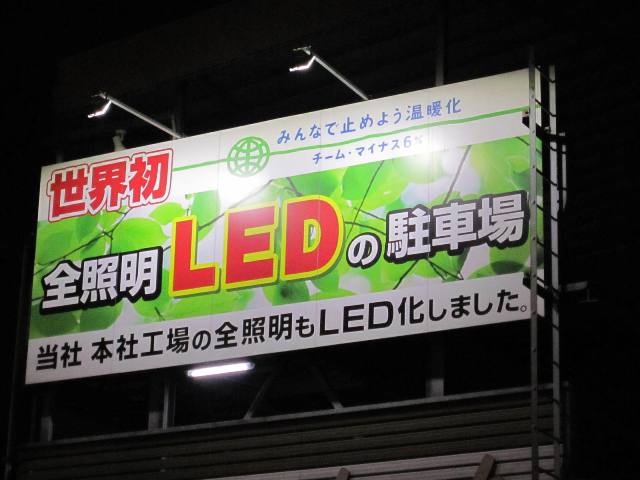 みんなで止めよう温暖化
チーム・マイナス6%
世界初
全照明LEDの駐車場
当社 本社工場の全照明もLED化しました。